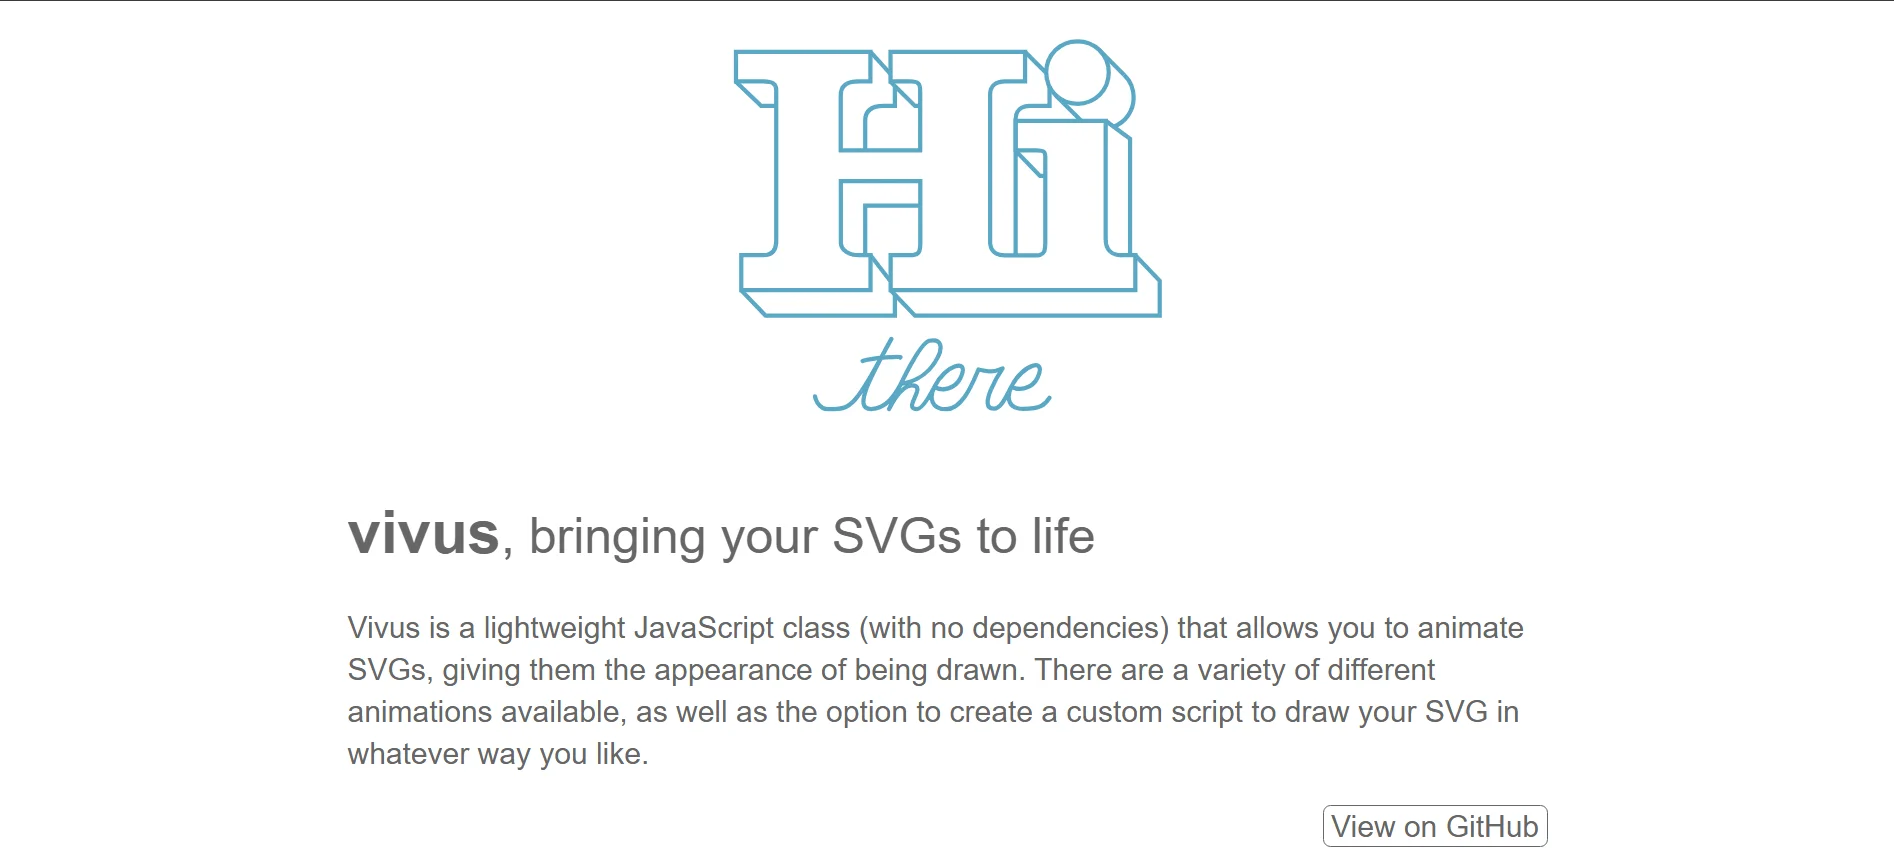 Hi
there
vivus, bringing your SVGs to life
Vivus is a lightweight JavaScript class (with no dependencies) that allows you to animate
SVGs, giving them the appearance of being drawn. There are a variety of different
animations available, as well as the option to create a custom script to draw your SVG in
whatever way you like.
View on GitHub